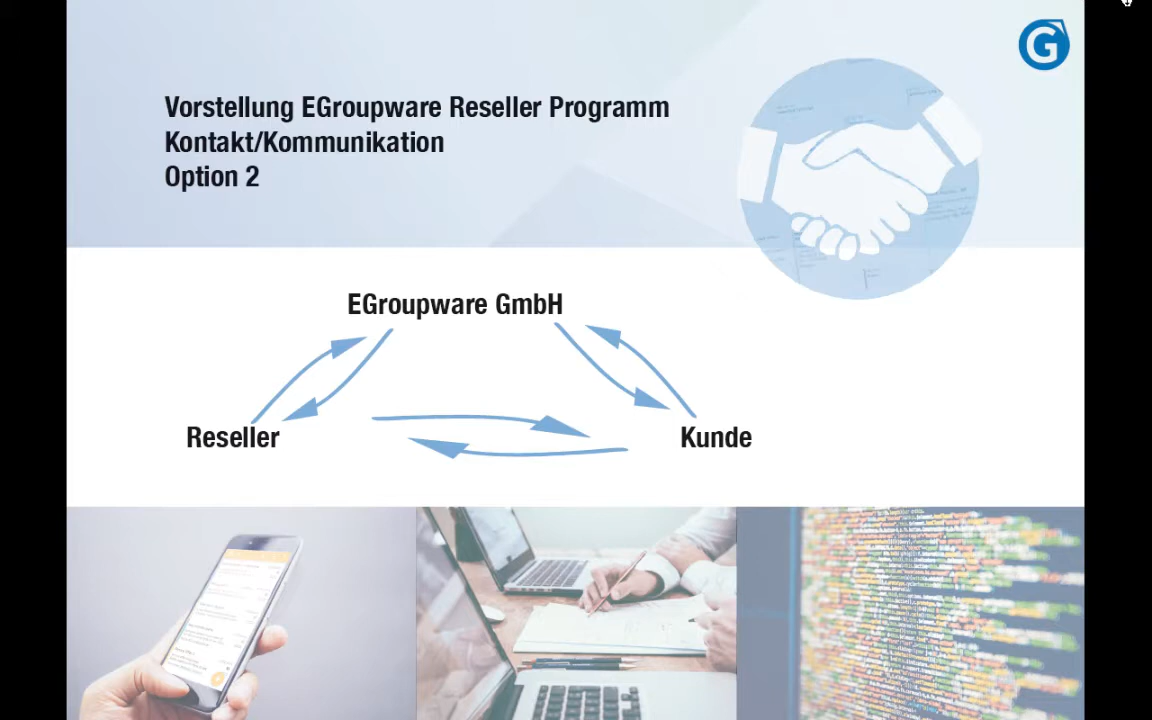 G
Vorstellung EGroupware Reseller Programm
Kontakt/Kommunikation
Option 2
EGroupware GmbH
Reseller
Kunde